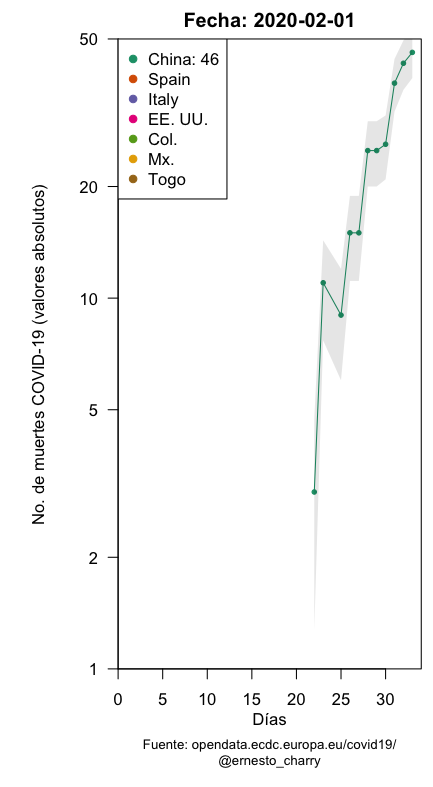 Fecha: 2020-02-01
50
20
10
5
2
1
China: 46
Spain
Italy
EE. UU.
Col.
Mx.
Togo
No. de muertes COVID-19 (valores absolutos)
0 5 10 15 20 25 30
Días
Fuente: opendata.ecdc.europa.eu/covid19/
@ernesto_charry